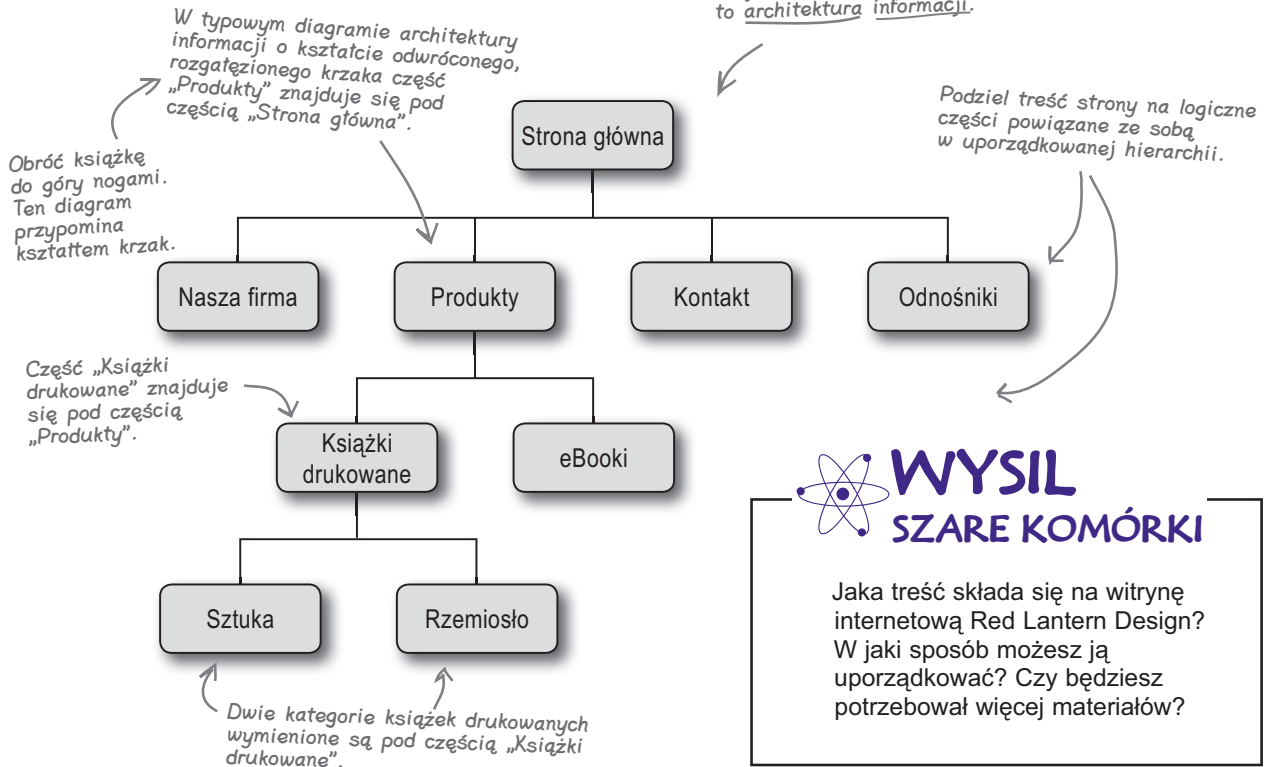 to architektura informacji.
W typowym diagramie architektury
informacji o kształcie odwróconego,
rozgałęzionego krzaka część
„Produkty” znajduje się pod
częścią „Strona główna”.
Podziel treść strony na logiczne
części powiązane ze sobą
w uporządkowanej hierarchii.
Obróć książkę
do góry nogami.
Ten diagram
przypomina
kształtem krzak.
Strona główna
Nasza firma
Produkty
Kontakt
Odnośniki
Część „Książki
drukowane” znajduje
się pod częścią
„Produkty”.
Książki
drukowane
eBooki
Sztuka
Rzemiosło
Dwie kategorie książek drukowanych
wymienione są pod częścią „Książki
drukowane”.
WYSIL
SZARE KOMÓRKI
Jaka treść składa się na witrynę
internetową Red Lantern Design?
W jaki sposób możesz ją
uporządkować? Czy będziesz
potrzebował więcej materiałów?